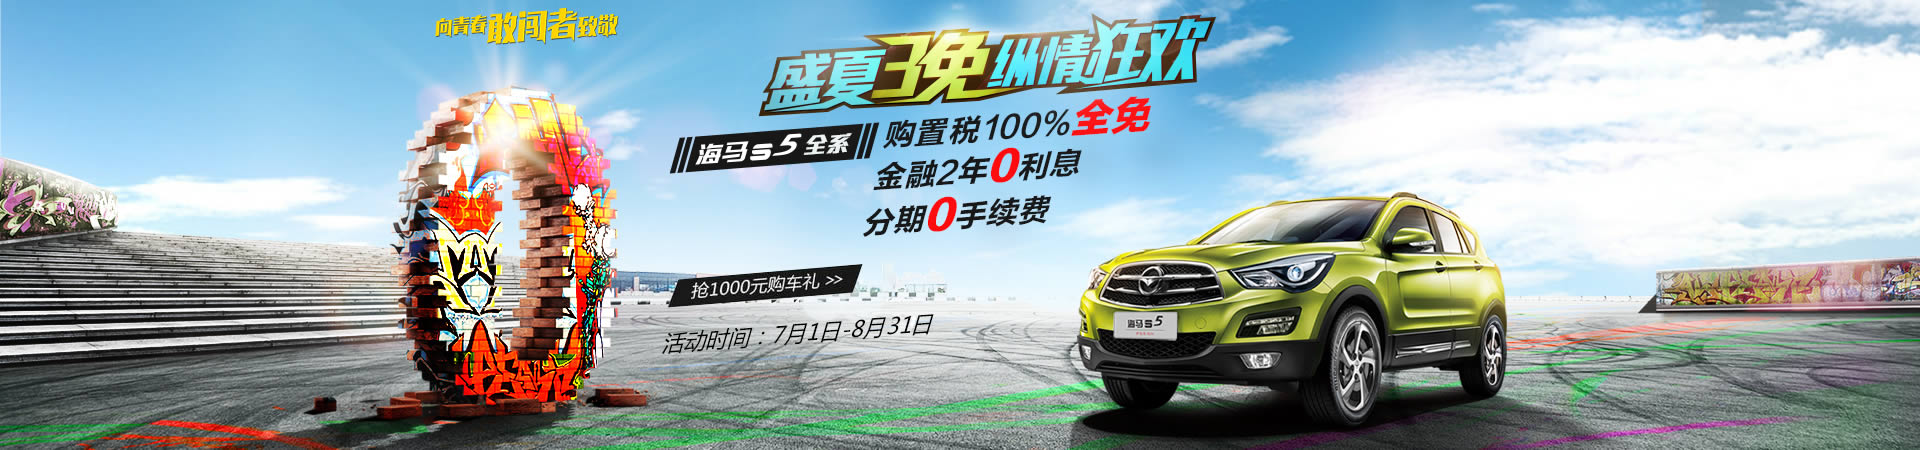 向青春敢闯者致敬
盛夏3免纵情狂欢
海马S5全系
购置税100%全免
金融2年0利息
分期0手续费
抢1000元购车礼 >>
活动时间：7月1日-8月31日
海马S5